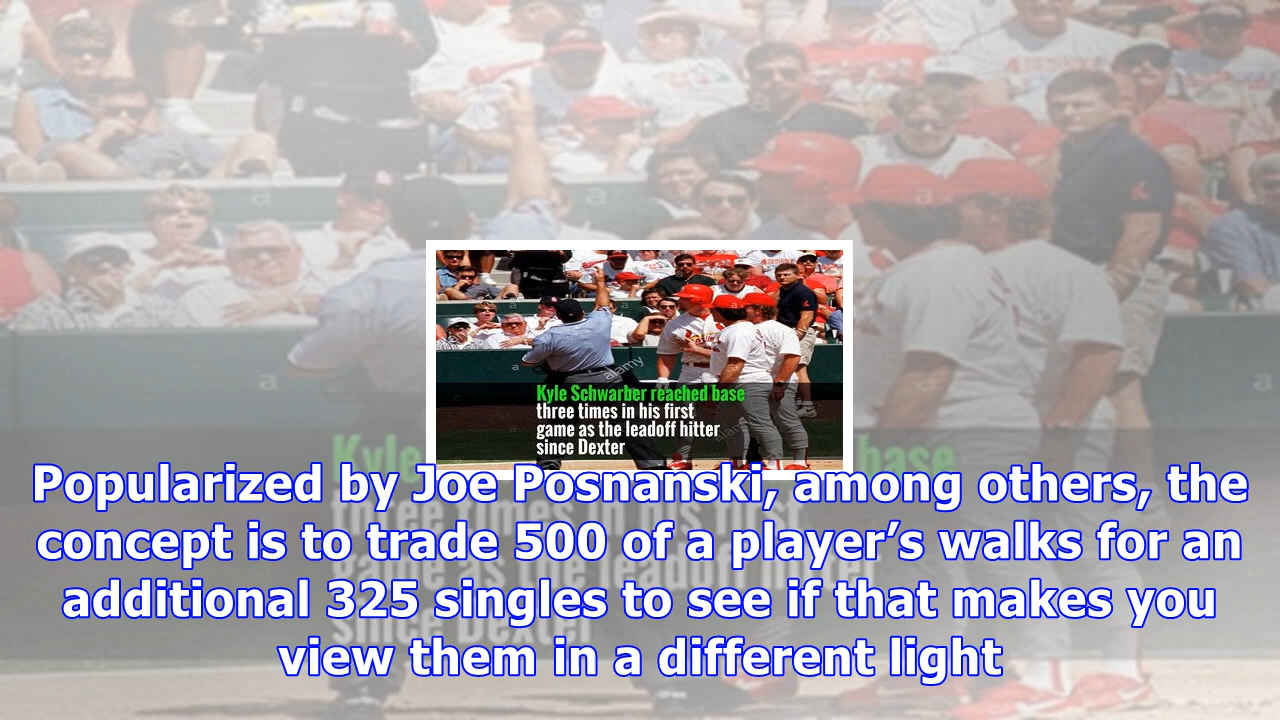 Kyle Schwarber reached base
three times in his first
game as the leadoff hitter
since Dexter
alamy
Popularized by Joe Posnanski, among others, the
concept is to trade 500 of a player’s walks for an
additional 325 singles to see if that makes you
view them in a different light